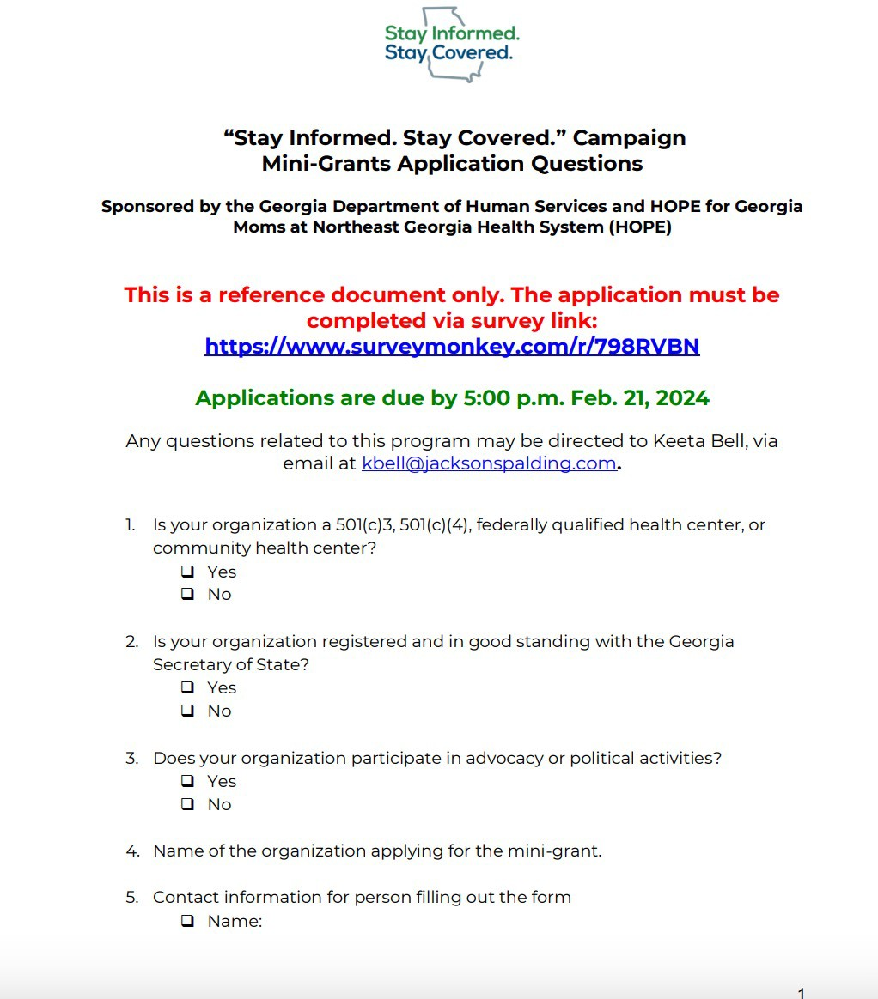 Stay Informed.
Stay Covered.
“Stay Informed. Stay Covered.” Campaign
Mini-Grants Application Questions
Sponsored by the Georgia Department of Human Services and HOPE for Georgia
Moms at Northeast Georgia Health System (HOPE)
This is a reference document only. The application must be
completed via survey link:
https://www.surveymonkey.com/r/798RVBN
Applications are due by 5:00 p.m. Feb. 21, 2024
Any questions related to this program may be directed to Keeta Bell, via
email at kbell@jacksonspalding.com.
1. Is your organization a 501(c)3, 501(c)(4), federally qualified health center, or
community health center?
❑ Yes
❑ No
2. Is your organization registered and in good standing with the Georgia
Secretary of State?
❑ Yes
❑ No
3. Does your organization participate in advocacy or political activities?
❑ Yes
❑ No
4. Name of the organization applying for the mini-grant.
5. Contact information for person filling out the form
❑ Name:
1